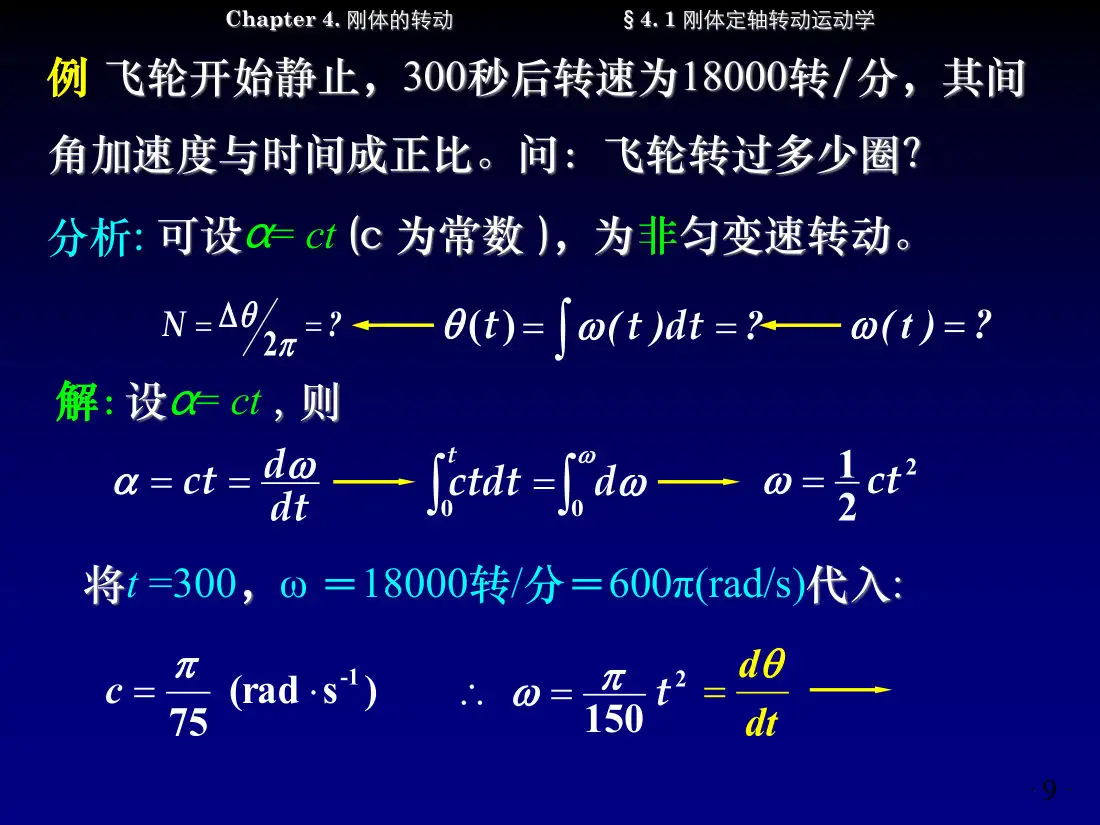 Chapter 4. 刚体的转动 §4. 1 刚体定轴转动运动学
例 飞轮开始静止，300秒后转速为18000转/分，其间
角加速度与时间成正比。问：飞轮转过多少圈?
分析: 可设α= ct (c 为常数 )，为非匀变速转动。
N = Δθ/2π = ? ← θ(t) = ∫ω(t)dt = ? ← ω(t) = ?
解: 设α= ct , 则
α = ct = dω/dt → ∫₀ᵗ ctdt = ∫₀^ω dω → ω = 1/2 ct²
将t =300，ω ＝18000转/分＝600π(rad/s)代入:
c = π/75 (rad·s⁻¹) ∴ ω = π/150 t² = dθ/dt →
9